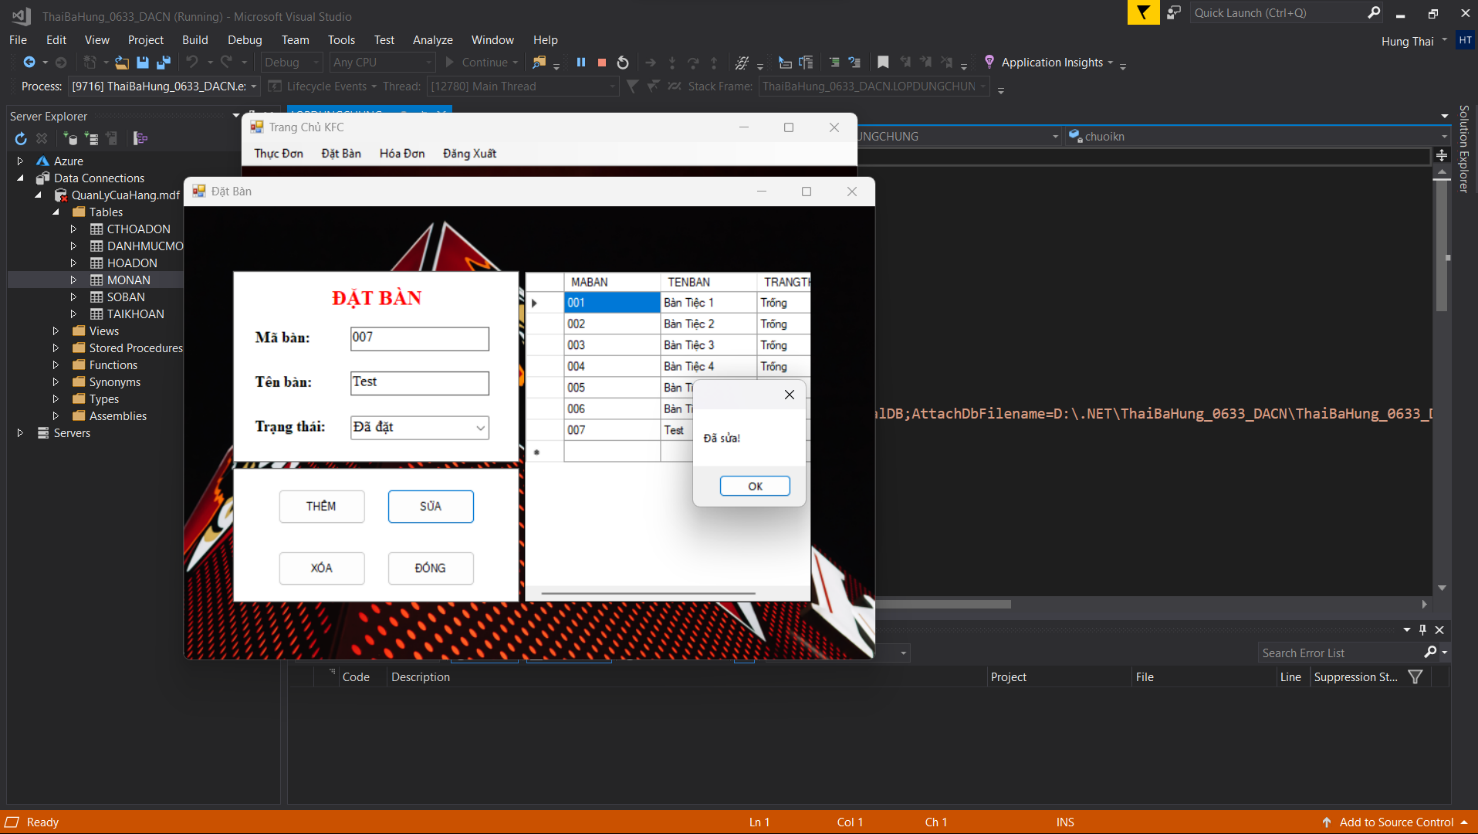 ThaiBaHung_0633_DACN (Running) - Microsoft Visual Studio
Quick Launch (Ctrl+Q)
File Edit View Project Build Debug Team Tools Test Analyze Window Help
Hung Thai HT
Debug Any CPU Continue Application Insights
Process: [9716] ThaiBaHung_0633_DACN.e: Lifecycle Events Thread: [12780] Main Thread Stack Frame: ThaiBaHung_0633_DACN.LOPDUNGCHUN
Server Explorer
Solution Explorer
Azure
Data Connections
QuanLyCuaHang.mdf
Tables
CTHOADON
DANHMUCMO
HOADON
MONAN
SOBAN
TAIKHOAN
Views
Stored Procedures
Functions
Synonyms
Types
Assemblies
Servers
Trang Chủ KFC
Thực Đơn Đặt Bàn Hóa Đơn Đăng Xuất
UNGCHUNG chuoikn
Đặt Bàn
ĐẶT BÀN
Mã bàn: 007
Tên bàn: Test
Trạng thái: Đã đặt
THÊM SỬA
XÓA ĐÓNG
MABAN TENBAN TRANGTH
001 Bàn Tiệc 1 Trống
002 Bàn Tiệc 2 Trống
003 Bàn Tiệc 3 Trống
004 Bàn Tiệc 4 Trống
005 Bàn
006 Bàn
007 Test
Đã sửa!
OK
alDB;AttachDbFilename=D:\.NET\ThaiBaHung_0633_DACN\ThaiBaHung_0633_D
Search Error List
Code Description Project File Line Suppression St...
Ready Ln 1 Col 1 Ch 1 INS Add to Source Control